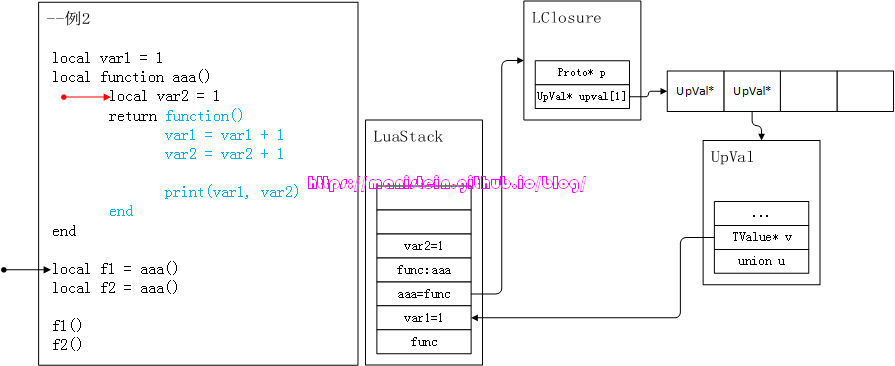 --例2
local var1 = 1
local function aaa()
local var2 = 1
return function()
var1 = var1 + 1
var2 = var2 + 1
print(var1, var2)
end
end
local f1 = aaa()
local f2 = aaa()
f1()
f2()
LuaStack
var2=1
func:aaa
aaa=func
var1=1
func
LClosure
Proto* p
UpVal* upval[1]
UpVal*
UpVal*
UpVal
...
TValue* v
union u
https://manistein.github.io/blog/